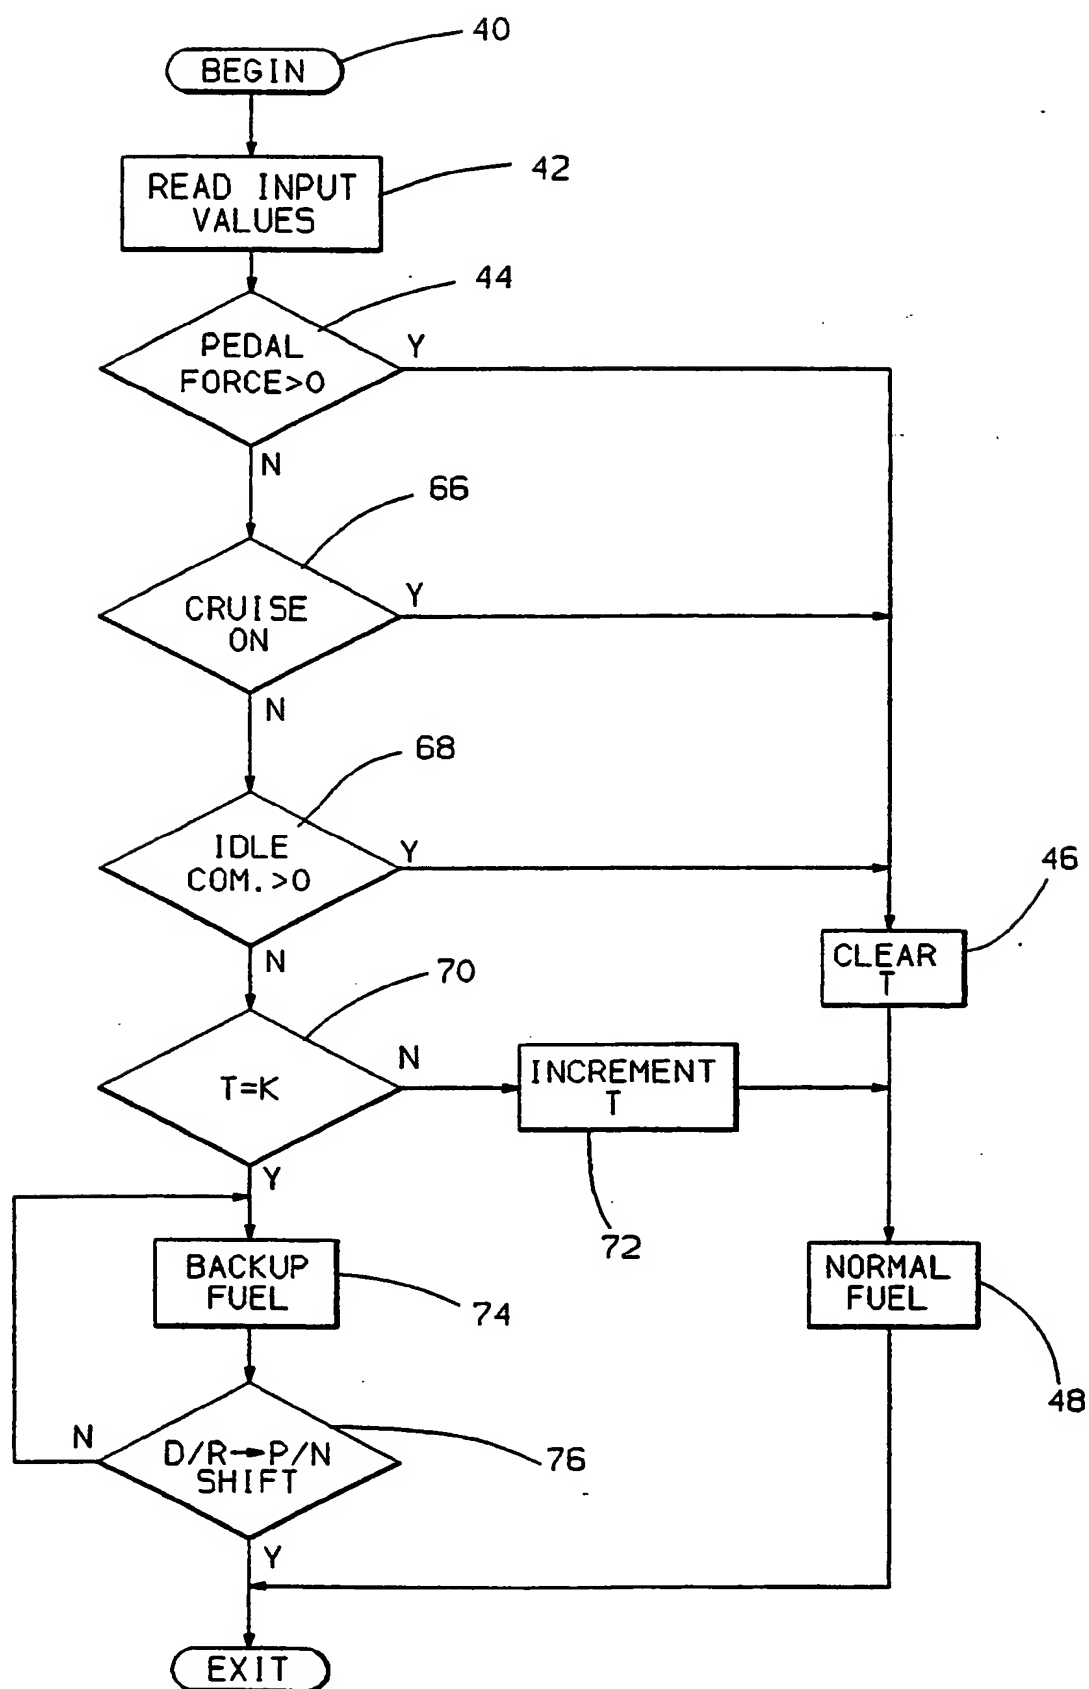 40
BEGIN
42
READ INPUT
VALUES
44
PEDAL
FORCE>0
Y
N
66
CRUISE
ON
Y
N
68
IDLE
COM.>0
Y
N
46
CLEAR
T
70
T=K
N
INCREMENT
T
72
Y
BACKUP
FUEL
74
NORMAL
FUEL
48
N
D/R→P/N
SHIFT
76
Y
EXIT